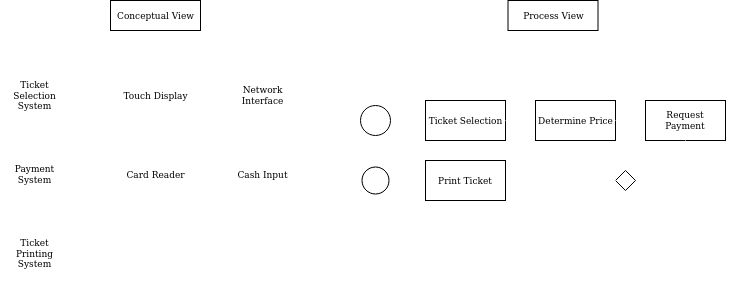 Conceptual View
Process View
Ticket
Selection
System
Touch Display
Network
Interface
Ticket Selection
Determine Price
Request
Payment
Payment
System
Card Reader
Cash Input
Print Ticket
Ticket
Printing
System